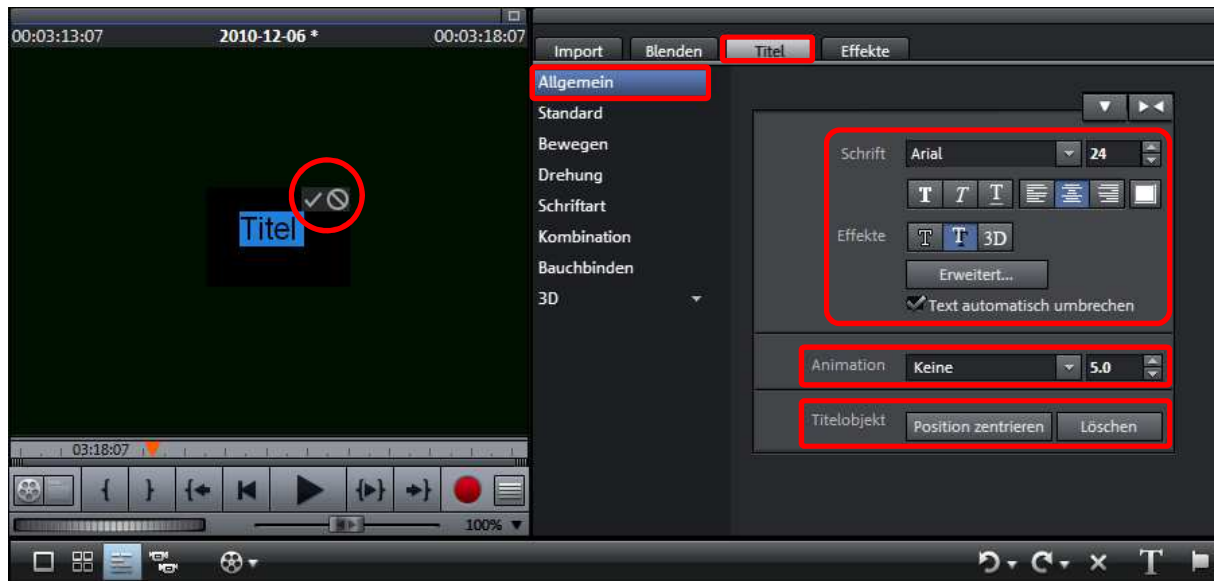 00:03:13:07 2010-12-06 * 00:03:18:07
Titel
03:18:07
100%
Import Blenden Titel Effekte
Allgemein
Standard
Bewegen
Drehung
Schriftart
Kombination
Bauchbinden
3D
Schrift Arial 24
T T T
Effekte T T 3D
Erweitert...
Text automatisch umbrechen
Animation Keine 5.0
Titelobjekt Position zentrieren Löschen
T